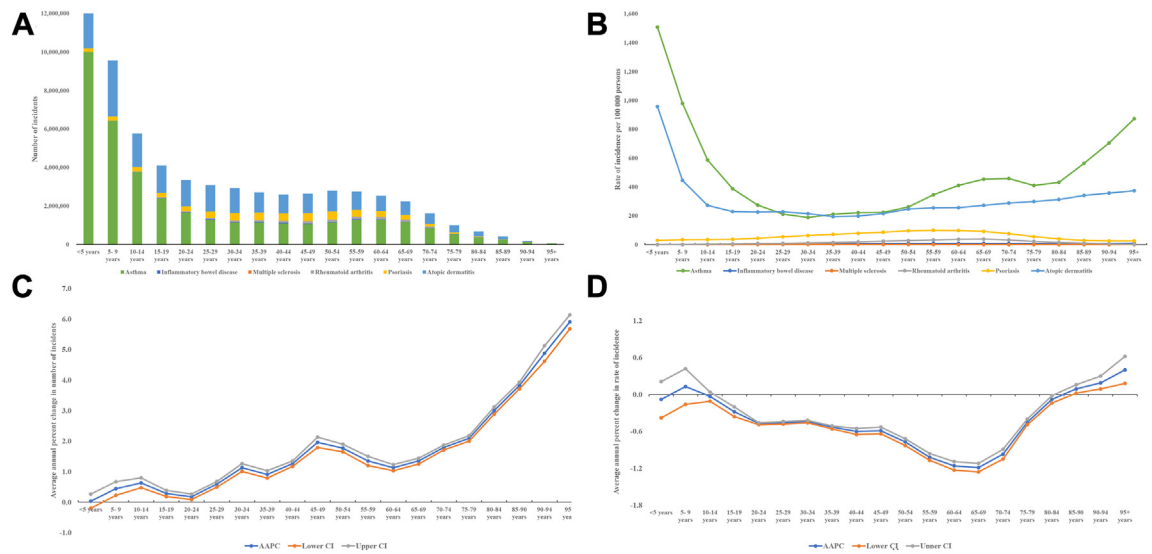 A
Number of incidents
12,000,000
10,000,000
8,000,000
6,000,000
4,000,000
2,000,000
0
<5 years 5- 9 years 10-14 years 15-19 years 20-24 years 25-29 years 30-34 years 35-39 years 40-44 years 45-49 years 50-54 years 55-59 years 60-64 years 65-69 years 70-74 years 75-79 years 80-84 years 85-89 years 90-94 years 95+ years
Asthma Inflammatory bowel disease Multiple sclerosis Rheumatoid arthritis Psoriasis Atopic dermatitis
B
Rate of incidence per 100 000 persons
1,600
1,400
1,200
1,000
800
600
400
200
0
<5 years 5- 9 years 10-14 years 15-19 years 20-24 years 25-29 years 30-34 years 35-39 years 40-44 years 45-49 years 50-54 years 55-59 years 60-64 years 65-69 years 70-74 years 75-79 years 80-84 years 85-89 years 90-94 years 95+ years
Asthma Inflammatory bowel disease Multiple sclerosis Rheumatoid arthritis Psoriasis Atopic dermatitis
C
Average annual percent change in number of incidents
7.0
6.0
5.0
4.0
3.0
2.0
1.0
0.0
-1.0
<5 years 5- 9 years 10-14 years 15-19 years 20-24 years 25-29 years 30-34 years 35-39 years 40-44 years 45-49 years 50-54 years 55-59 years 60-64 years 65-69 years 70-74 years 75-79 years 80-84 years 85-90 years 90-94 years 95 years
AAPC Lower CI Upper CI
D
Average annual percent change in rate of incidence
1.2
0.6
0.0
-0.6
-1.2
-1.8
<5 years 5- 9 years 10-14 years 15-19 years 20-24 years 25-29 years 30-34 years 35-39 years 40-44 years 45-49 years 50-54 years 55-59 years 60-64 years 65-69 years 70-74 years 75-79 years 80-84 years 85-90 years 90-94 years 95+ years
AAPC Lower CI Upper CI